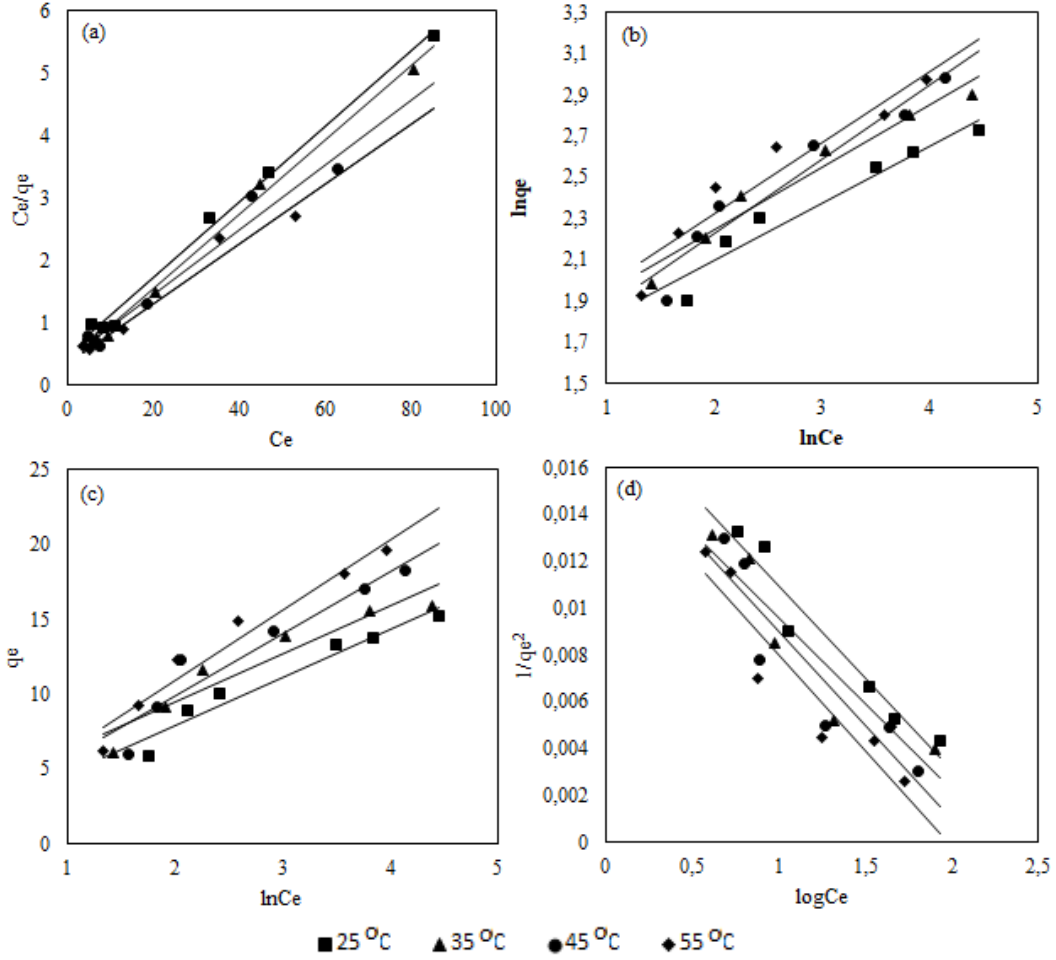 (a)
Ce/qe
6
5
4
3
2
1
0
0 20 40 60 80 100
Ce
(b)
lnqe
3,3
3,1
2,9
2,7
2,5
2,3
2,1
1,9
1,7
1,5
1 2 3 4 5
lnCe
(c)
qe
25
20
15
10
5
0
1 2 3 4 5
lnCe
(d)
1/qe²
0,016
0,014
0,012
0,01
0,008
0,006
0,004
0,002
0
0 0,5 1 1,5 2 2,5
logCe
25 ⁰C 35 ⁰C 45 ⁰C 55 ⁰C